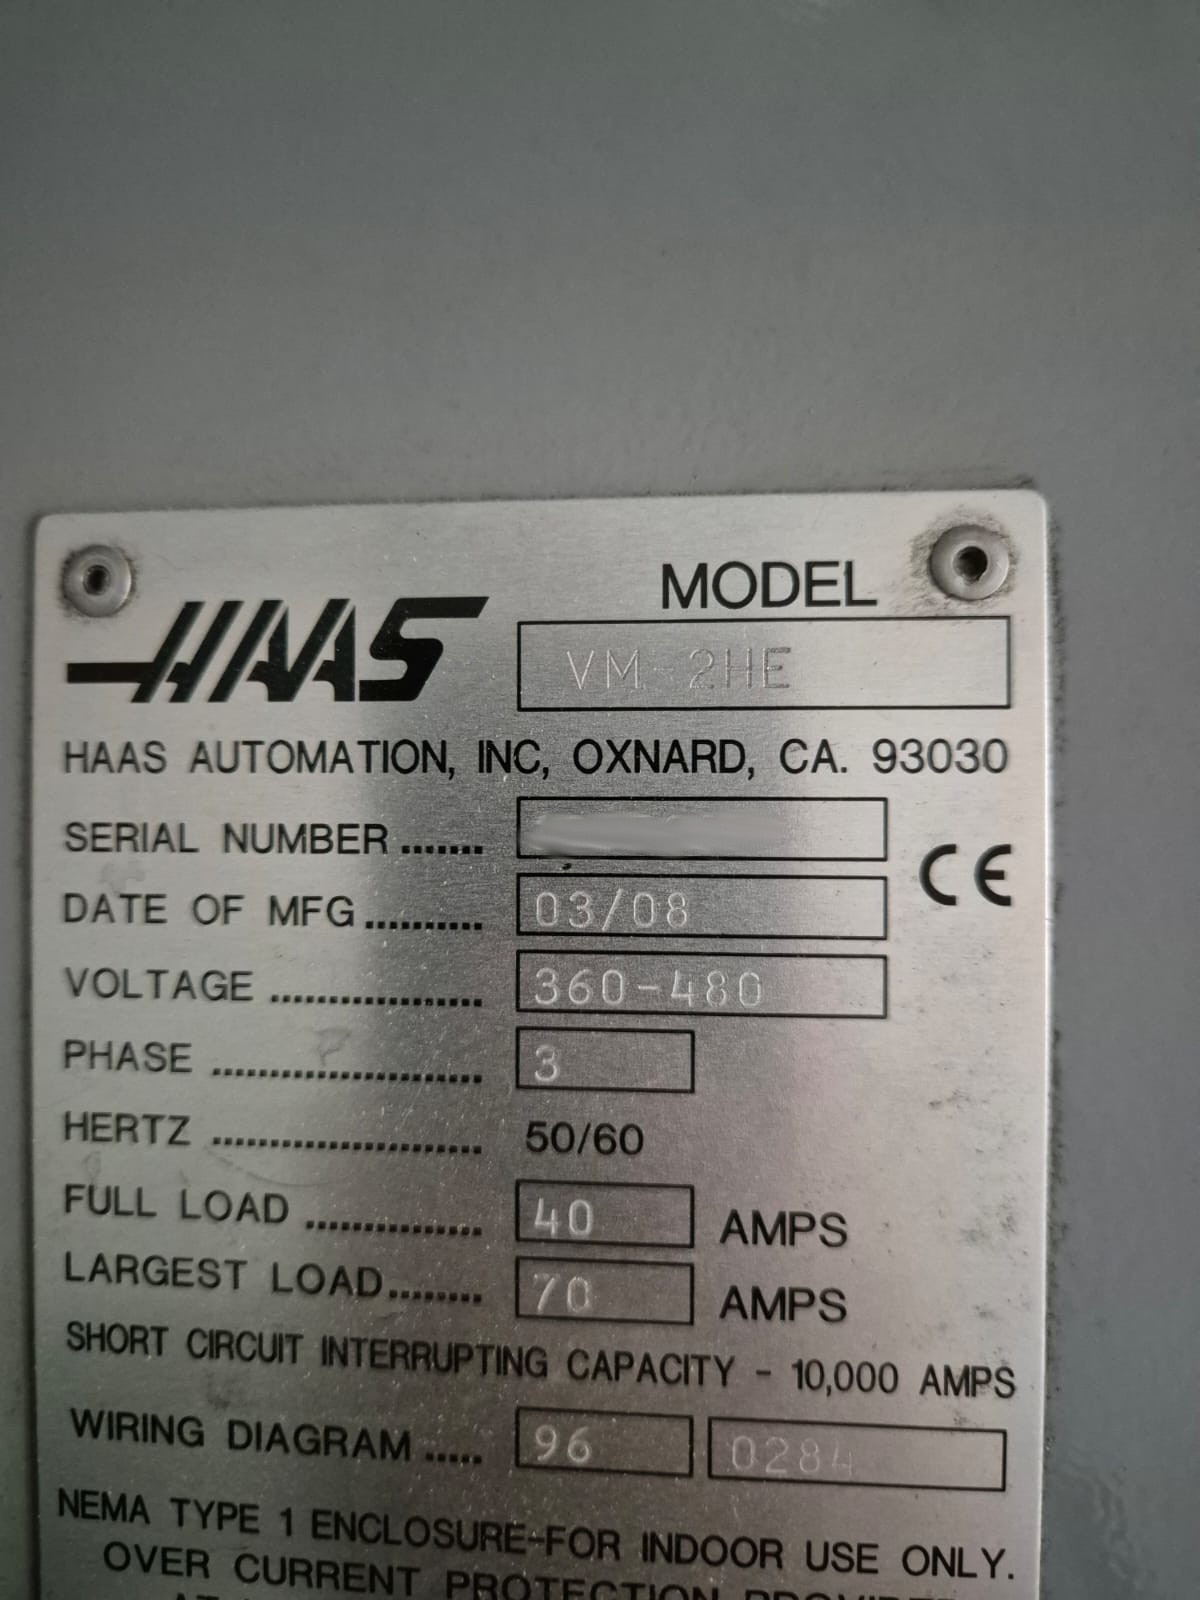 HAAS
MODEL
VM-2HE
HAAS AUTOMATION, INC, OXNARD, CA. 93030
SERIAL NUMBER .......
DATE OF MFG .......... 03/08
CE
VOLTAGE .................. 360-480
PHASE ....................... 3
HERTZ ....................... 50/60
FULL LOAD ............... 40 AMPS
LARGEST LOAD ........ 70 AMPS
SHORT CIRCUIT INTERRUPTING CAPACITY - 10,000 AMPS
WIRING DIAGRAM ..... 96 0284
NEMA TYPE 1 ENCLOSURE-FOR INDOOR USE ONLY.
OVER CURRENT PROTECTION